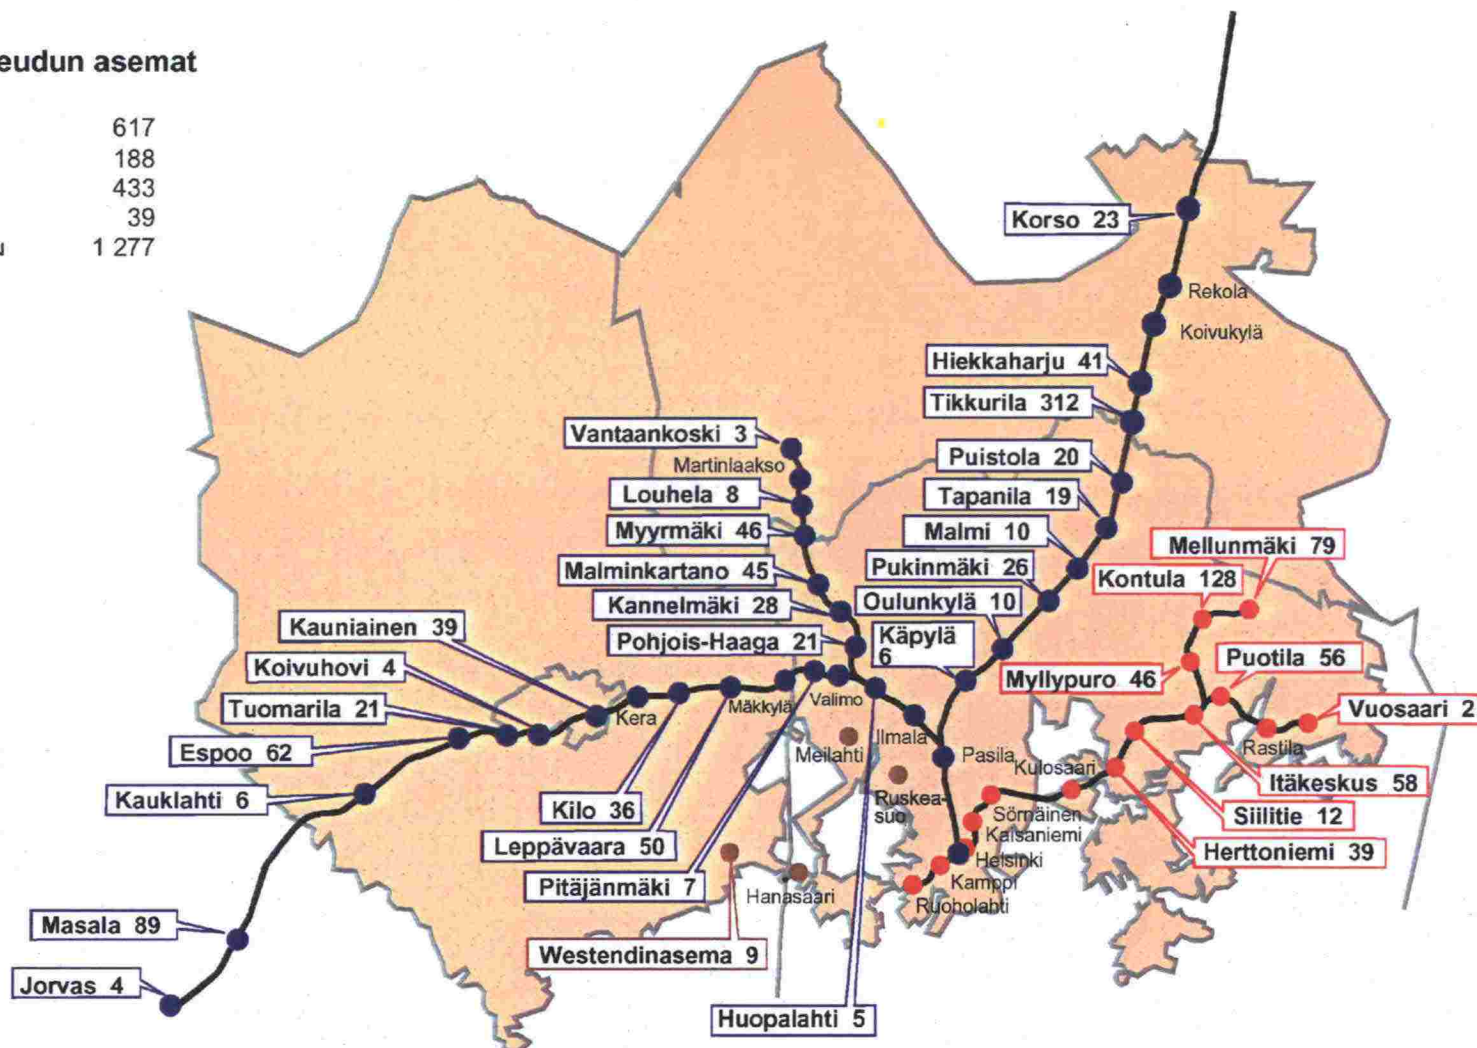 eudun asemat
617
188
433
39
1 277
Korso 23
Rekola
Koivukylä
Hiekkaharju 41
Tikkurila 312
Vantaankoski 3
Martinlaakso
Puistola 20
Louhela 8
Tapanila 19
Myyrmäki 46
Malmi 10
Mellunmäki 79
Malminkartano 45
Pukinmäki 26
Kontula 128
Kannelmäki 28
Oulunkylä 10
Kauniainen 39
Pohjois-Haaga 21
Käpylä
6
Puotila 56
Koivuhovi 4
Myllypuro 46
Tuomarila 21
Kera
Mäkkylä
Valimo
Vuosaari 2
Espoo 62
Ilmala
Meilahti
Pasila
Kulosaari
Rastila
Itäkeskus 58
Kauklahti 6
Kilo 36
Ruskea-
suo
Sörnäinen
Siilitie 12
Leppävaara 50
Kaisaniemi
Helsinki
Herttoniemi 39
Pitäjänmäki 7
Hanasaari
Kamppi
Ruoholahti
Masala 89
Westendinasema 9
Jorvas 4
Huopalahti 5